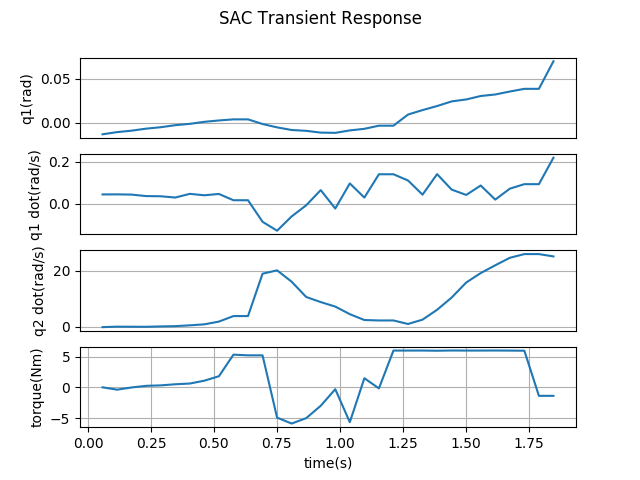 SAC Transient Response
q1(rad)
0.05
0.00
q1 dot(rad/s)
0.2
0.0
q2 dot(rad/s)
20
0
torque(Nm)
5
0
−5
0.00 0.25 0.50 0.75 1.00 1.25 1.50 1.75
time(s)